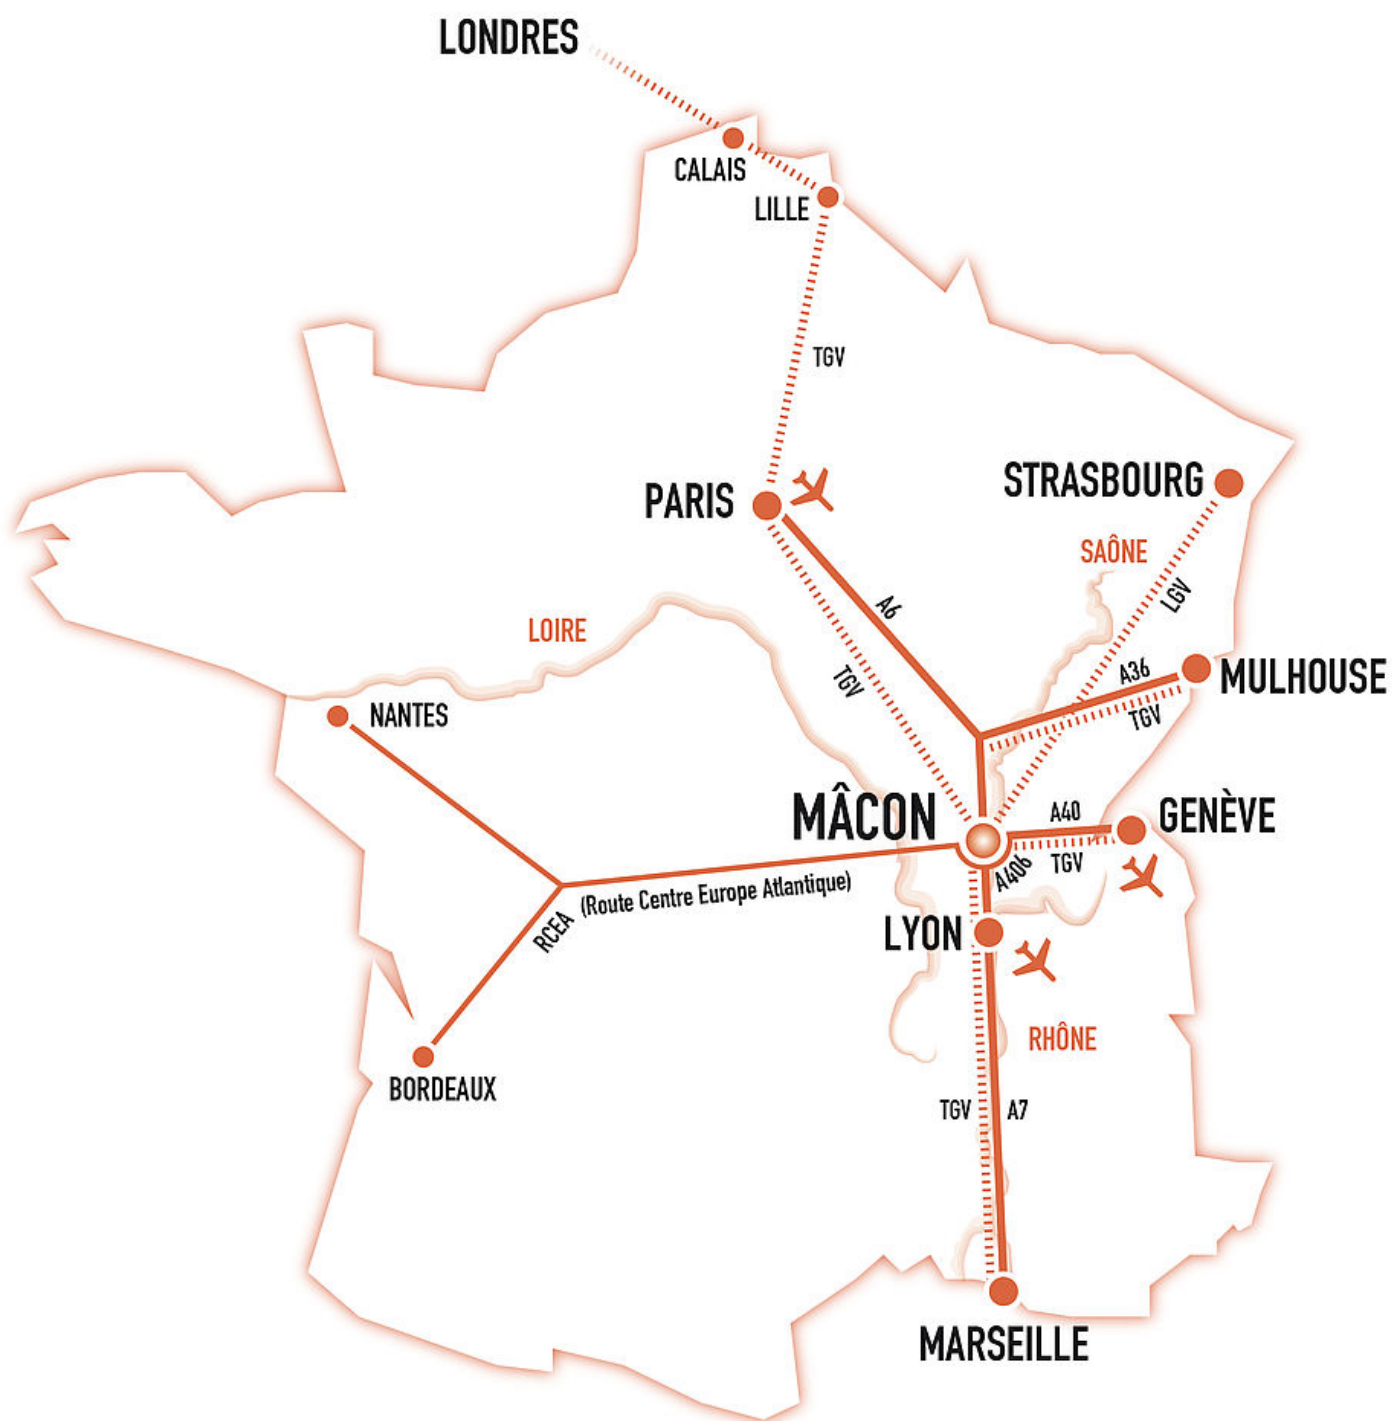 LONDRES
CALAIS
LILLE
TGV
PARIS
STRASBOURG
SAÔNE
LGV
A6
LOIRE
TGV
A36
MULHOUSE
TGV
NANTES
MÂCON
A40
GENÈVE
TGV
A406
(Route Centre Europe Atlantique)
RCEA
LYON
RHÔNE
BORDEAUX
TGV
A7
MARSEILLE